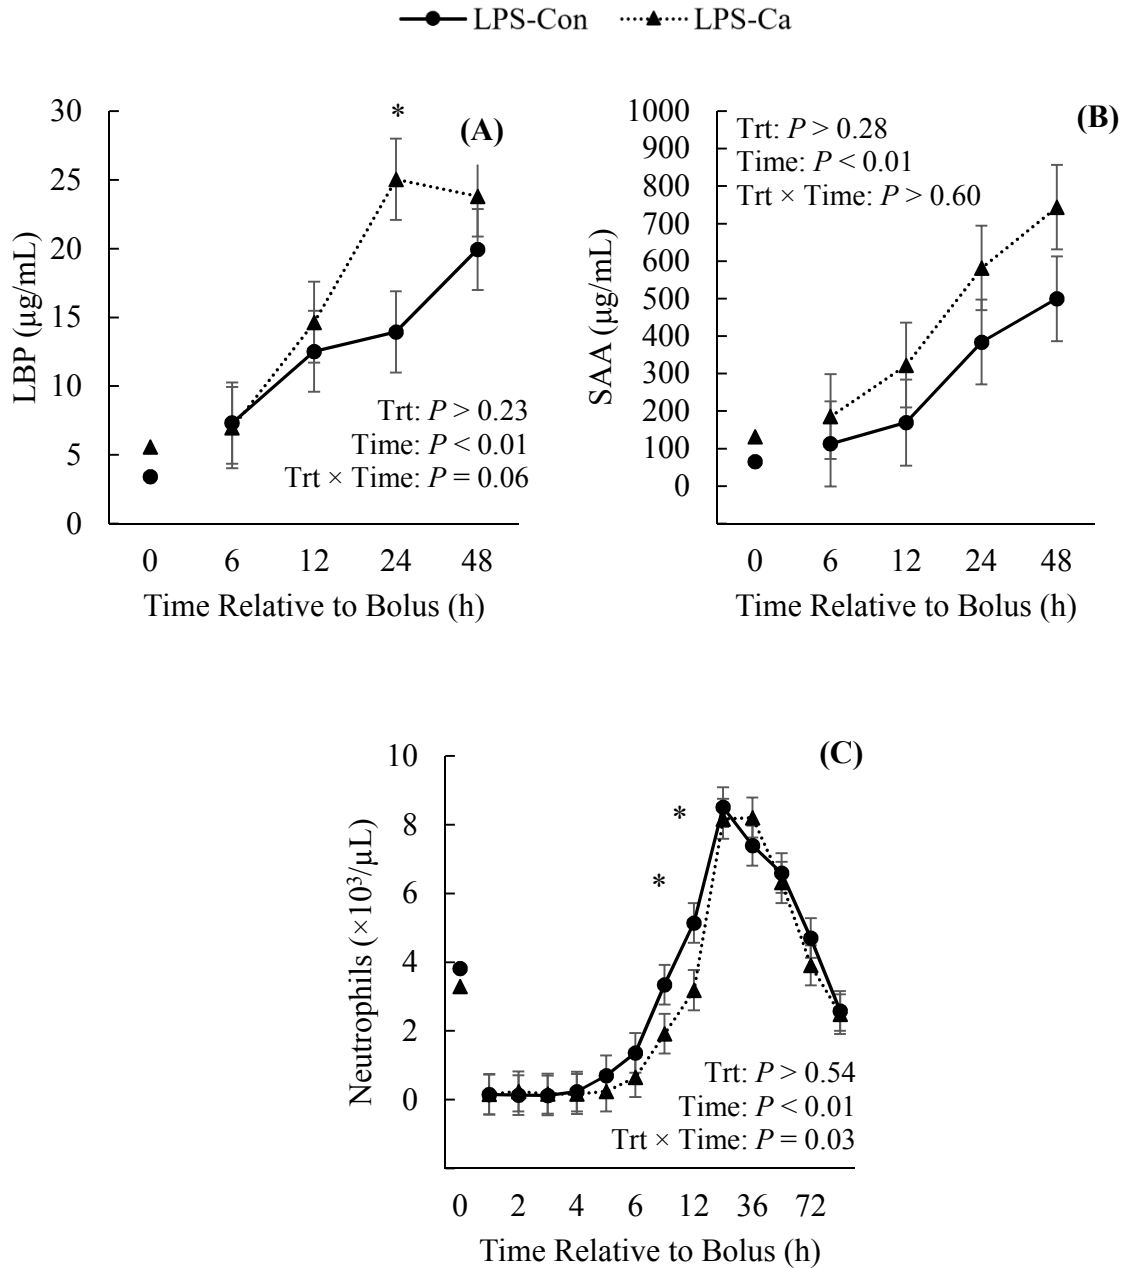 LPS-Con LPS-Ca
*
(A)
30
25
20
15
10
5
0
LBP (µg/mL)
Trt: P > 0.23
Time: P < 0.01
Trt × Time: P = 0.06
0 6 12 24 48
Time Relative to Bolus (h)
(B)
1000
900
800
700
600
500
400
300
200
100
0
SAA (µg/mL)
Trt: P > 0.28
Time: P < 0.01
Trt × Time: P > 0.60
0 6 12 24 48
Time Relative to Bolus (h)
(C)
10
8
6
4
2
0
Neutrophils (×10³/µL)
*
*
Trt: P > 0.54
Time: P < 0.01
Trt × Time: P = 0.03
0 2 4 6 12 36 72
Time Relative to Bolus (h)